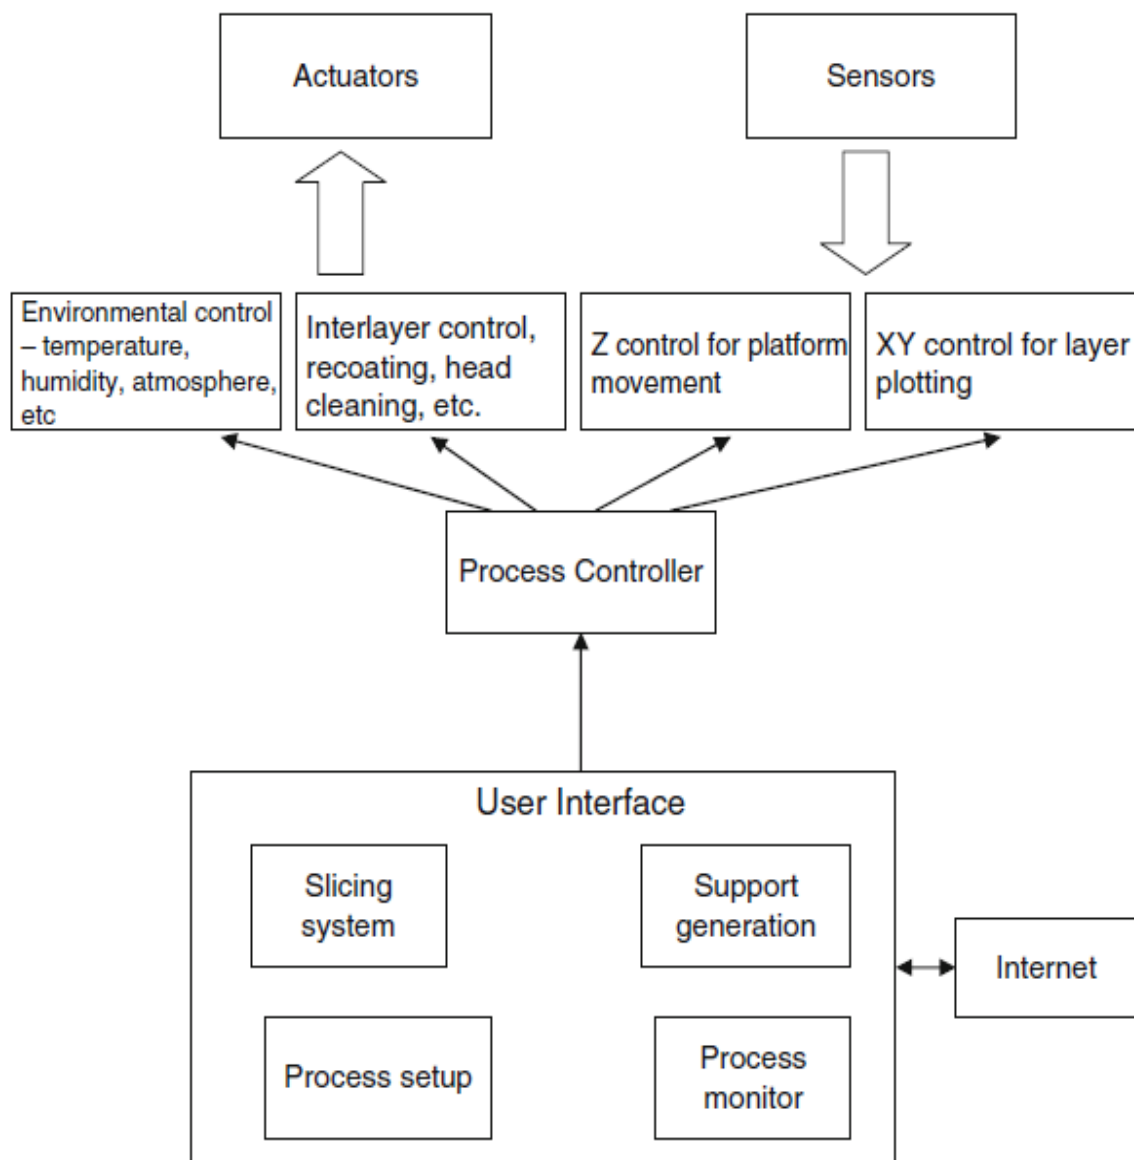 Actuators
Sensors
Environmental control
– temperature,
humidity, atmosphere,
etc
Interlayer control,
recoating, head
cleaning, etc.
Z control for platform
movement
XY control for layer
plotting
Process Controller
User Interface
Slicing
system
Support
generation
Internet
Process setup
Process
monitor